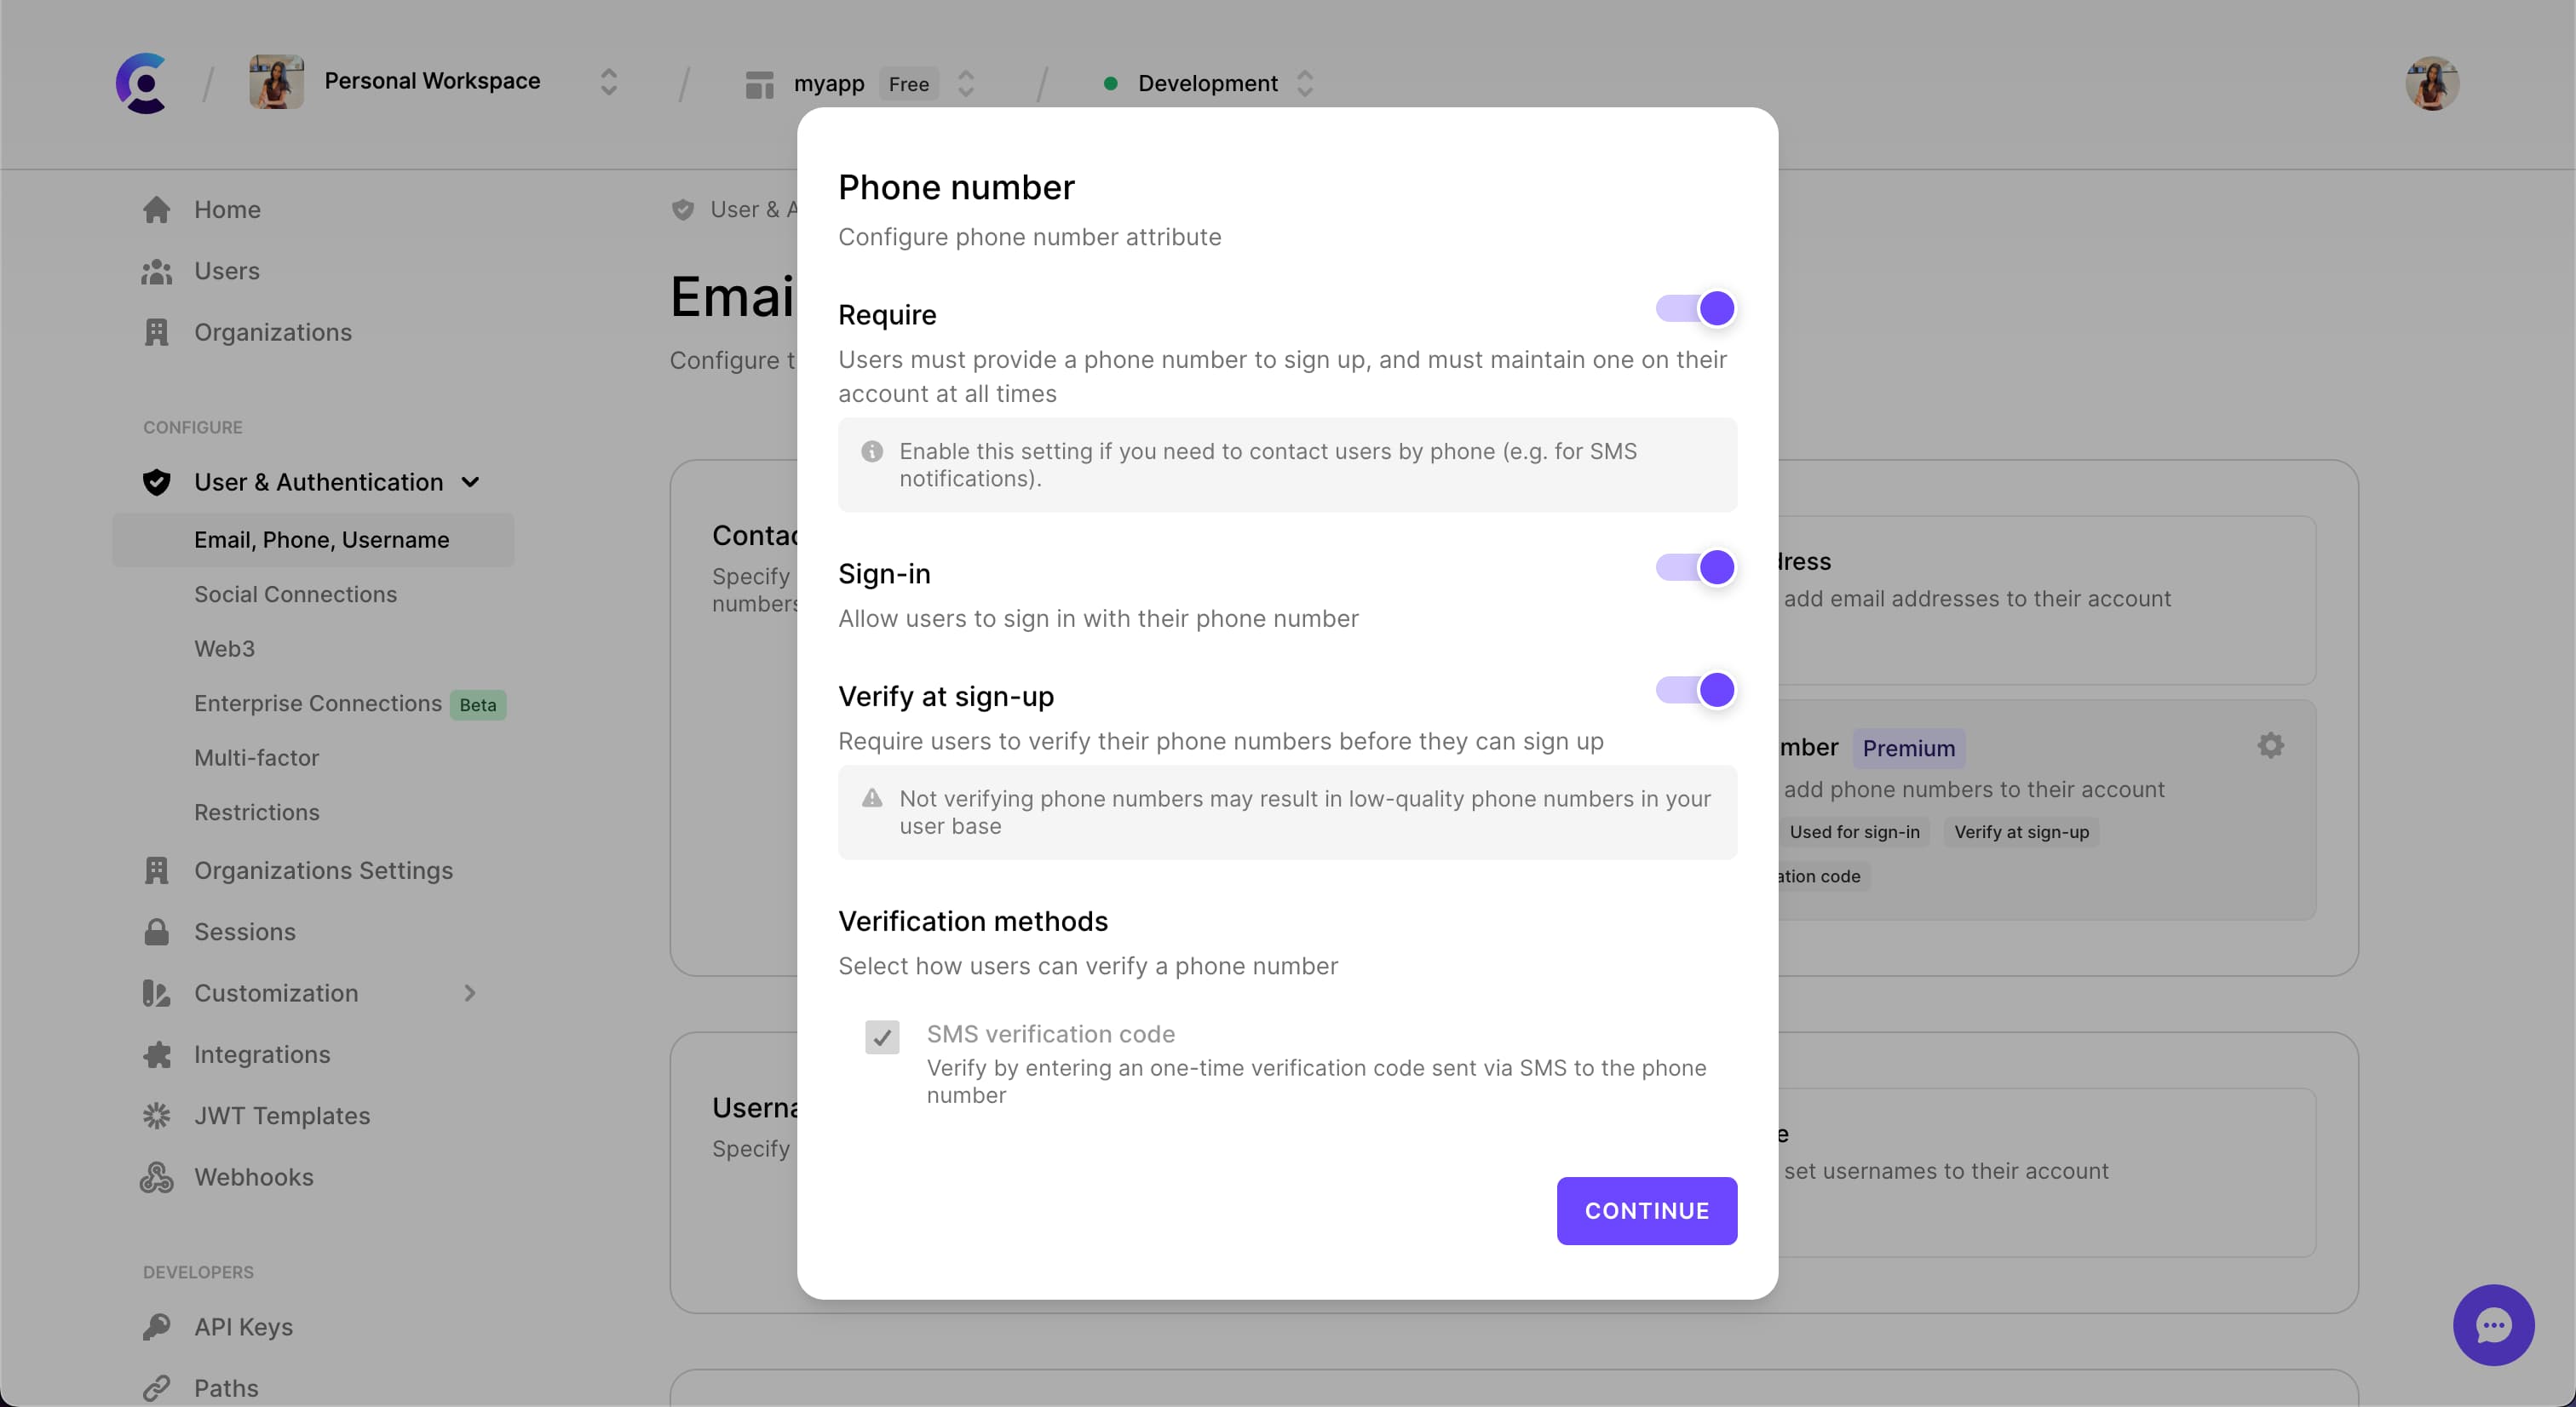 Personal Workspace
myapp Free
Development
Home
Users
Organizations
CONFIGURE
User & Authentication
Email, Phone, Username
Social Connections
Web3
Enterprise Connections Beta
Multi-factor
Restrictions
Organizations Settings
Sessions
Customization
Integrations
JWT Templates
Webhooks
DEVELOPERS
API Keys
Paths
User & A
Emai
Configure t
Contac
Specify
numbers
Userna
Specify
Phone number
Configure phone number attribute
Require
Users must provide a phone number to sign up, and must maintain one on their
account at all times
Enable this setting if you need to contact users by phone (e.g. for SMS
notifications).
Sign-in
Allow users to sign in with their phone number
Verify at sign-up
Require users to verify their phone numbers before they can sign up
Not verifying phone numbers may result in low-quality phone numbers in your
user base
Verification methods
Select how users can verify a phone number
SMS verification code
Verify by entering an one-time verification code sent via SMS to the phone
number
CONTINUE
dress
add email addresses to their account
mber Premium
add phone numbers to their account
Used for sign-in Verify at sign-up
ation code
e
set usernames to their account